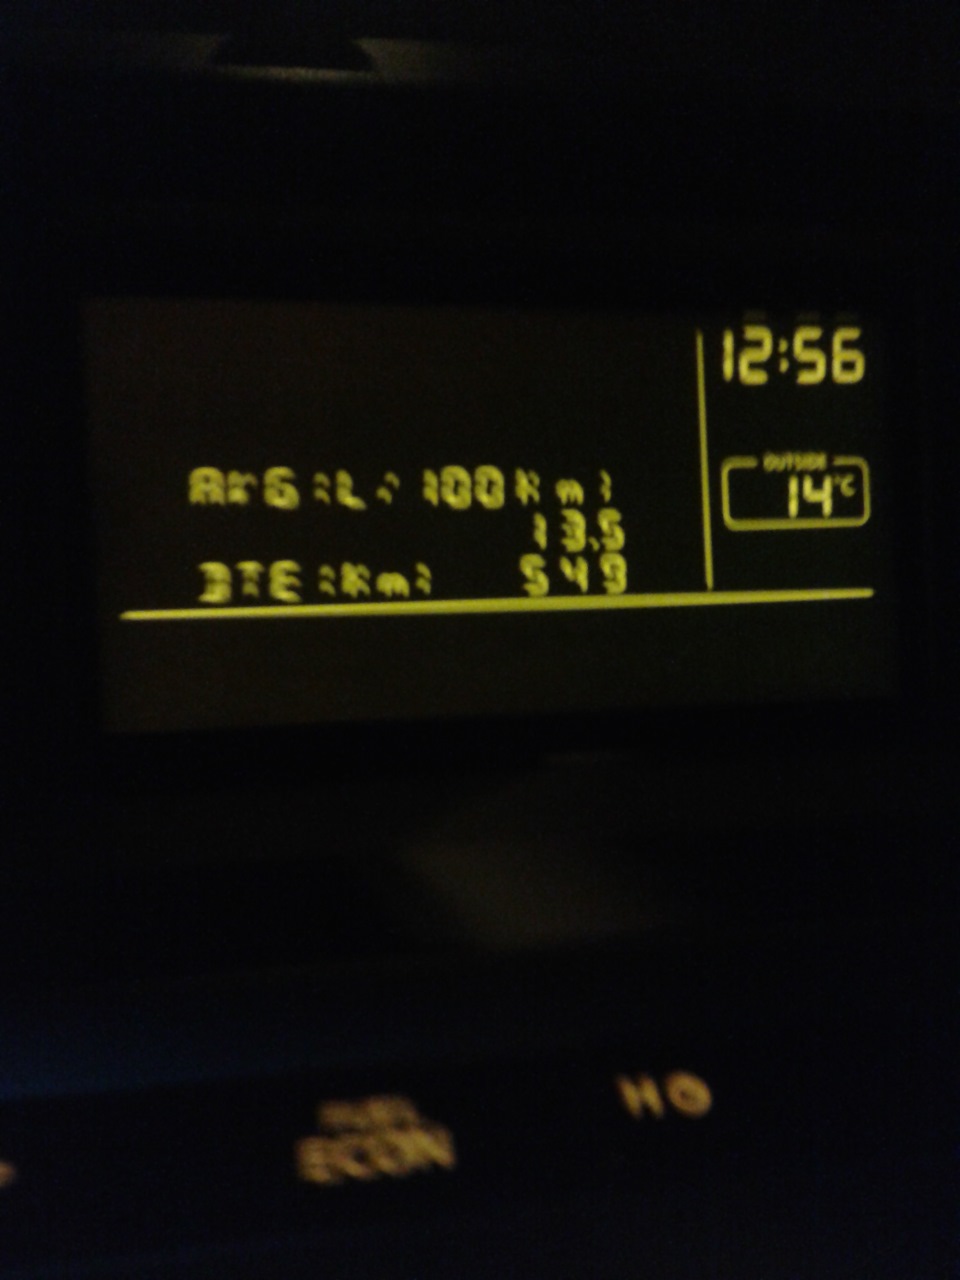 12:56
OUTSIDE
14°C
AVG(L/100Km)
13.5
DTE(Km) 549
FUEL
ECON
H